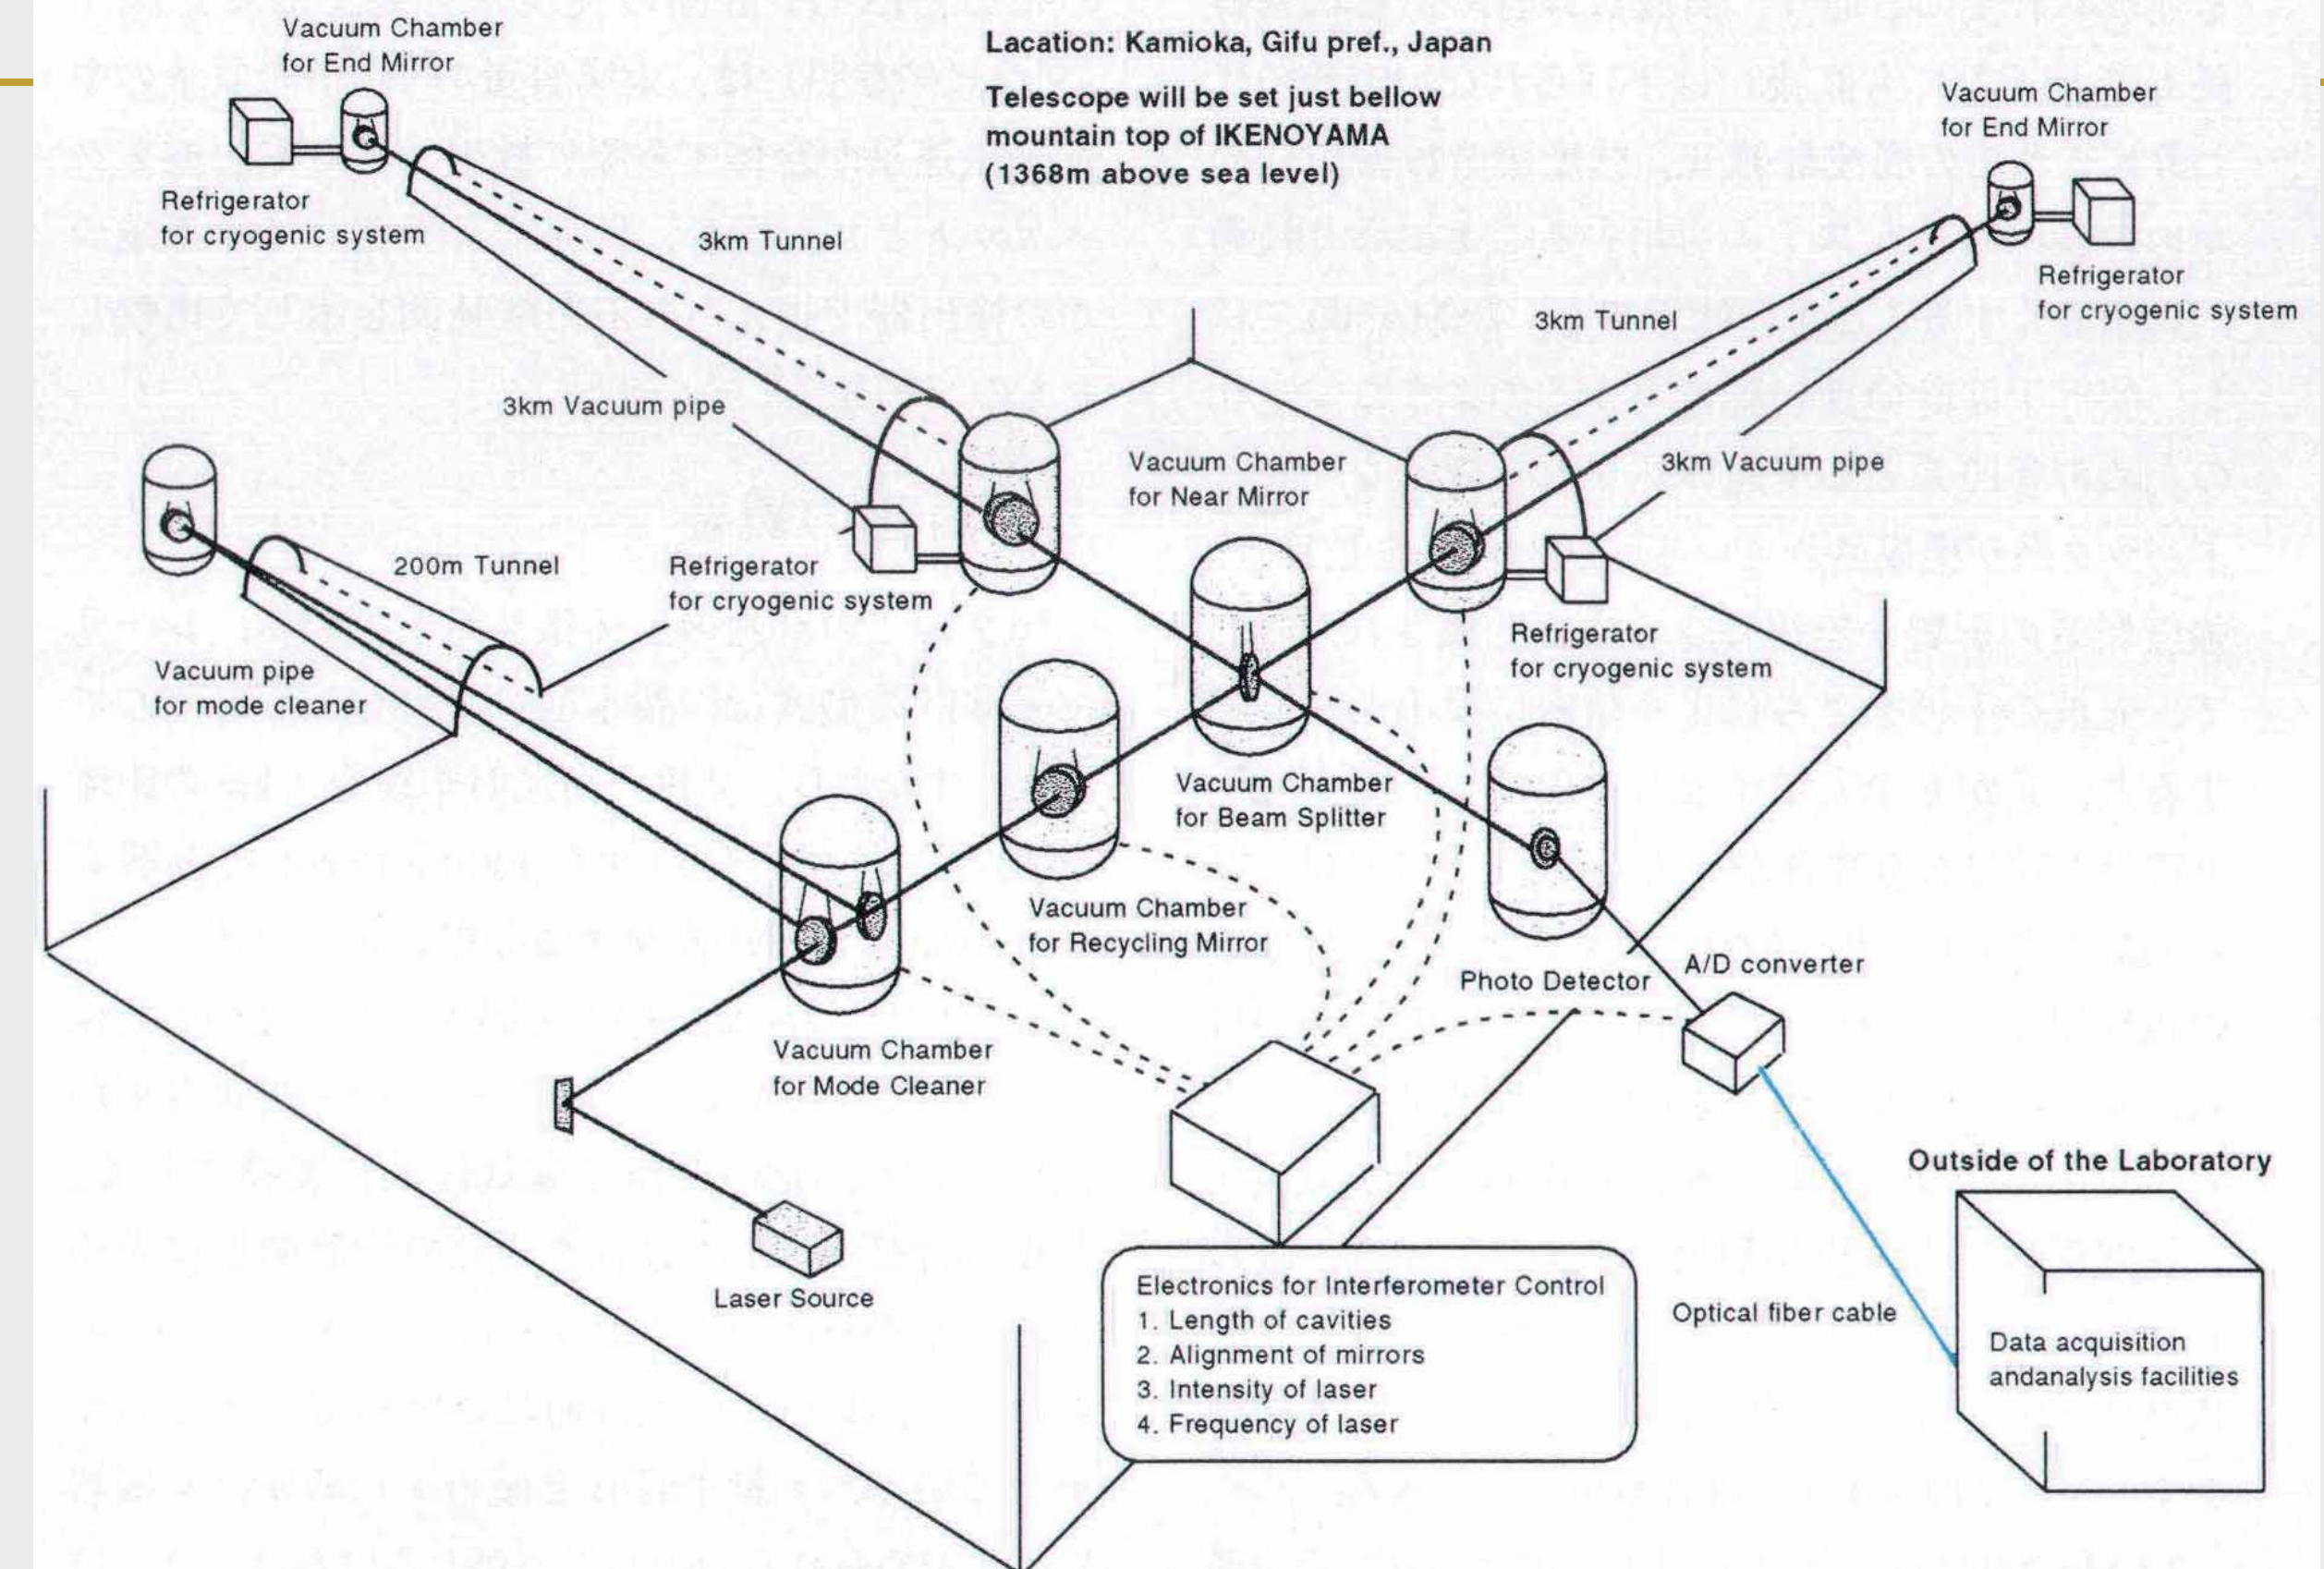 Vacuum Chamber
for End Mirror
Lacation: Kamioka, Gifu pref., Japan
Telescope will be set just bellow
mountain top of IKENOYAMA
(1368m above sea level)
Vacuum Chamber
for End Mirror
Refrigerator
for cryogenic system
3km Tunnel
Refrigerator
for cryogenic system
3km Tunnel
3km Vacuum pipe
Vacuum Chamber
for Near Mirror
3km Vacuum pipe
200m Tunnel
Refrigerator
for cryogenic system
Refrigerator
for cryogenic system
Vacuum pipe
for mode cleaner
Vacuum Chamber
for Beam Splitter
Vacuum Chamber
for Recycling Mirror
Photo Detector
A/D converter
Vacuum Chamber
for Mode Cleaner
Laser Source
Outside of the Laboratory
Electronics for Interferometer Control
1. Length of cavities
2. Alignment of mirrors
3. Intensity of laser
4. Frequency of laser
Optical fiber cable
Data acquisition
andanalysis facilities